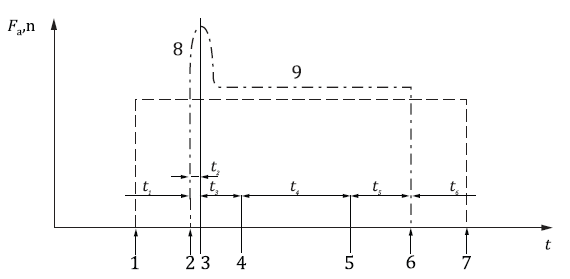 Fₐ,n
8
9
t₂
t₁ t₃ t₄ t₅ t₆
t
1 2 3 4 5 6 7